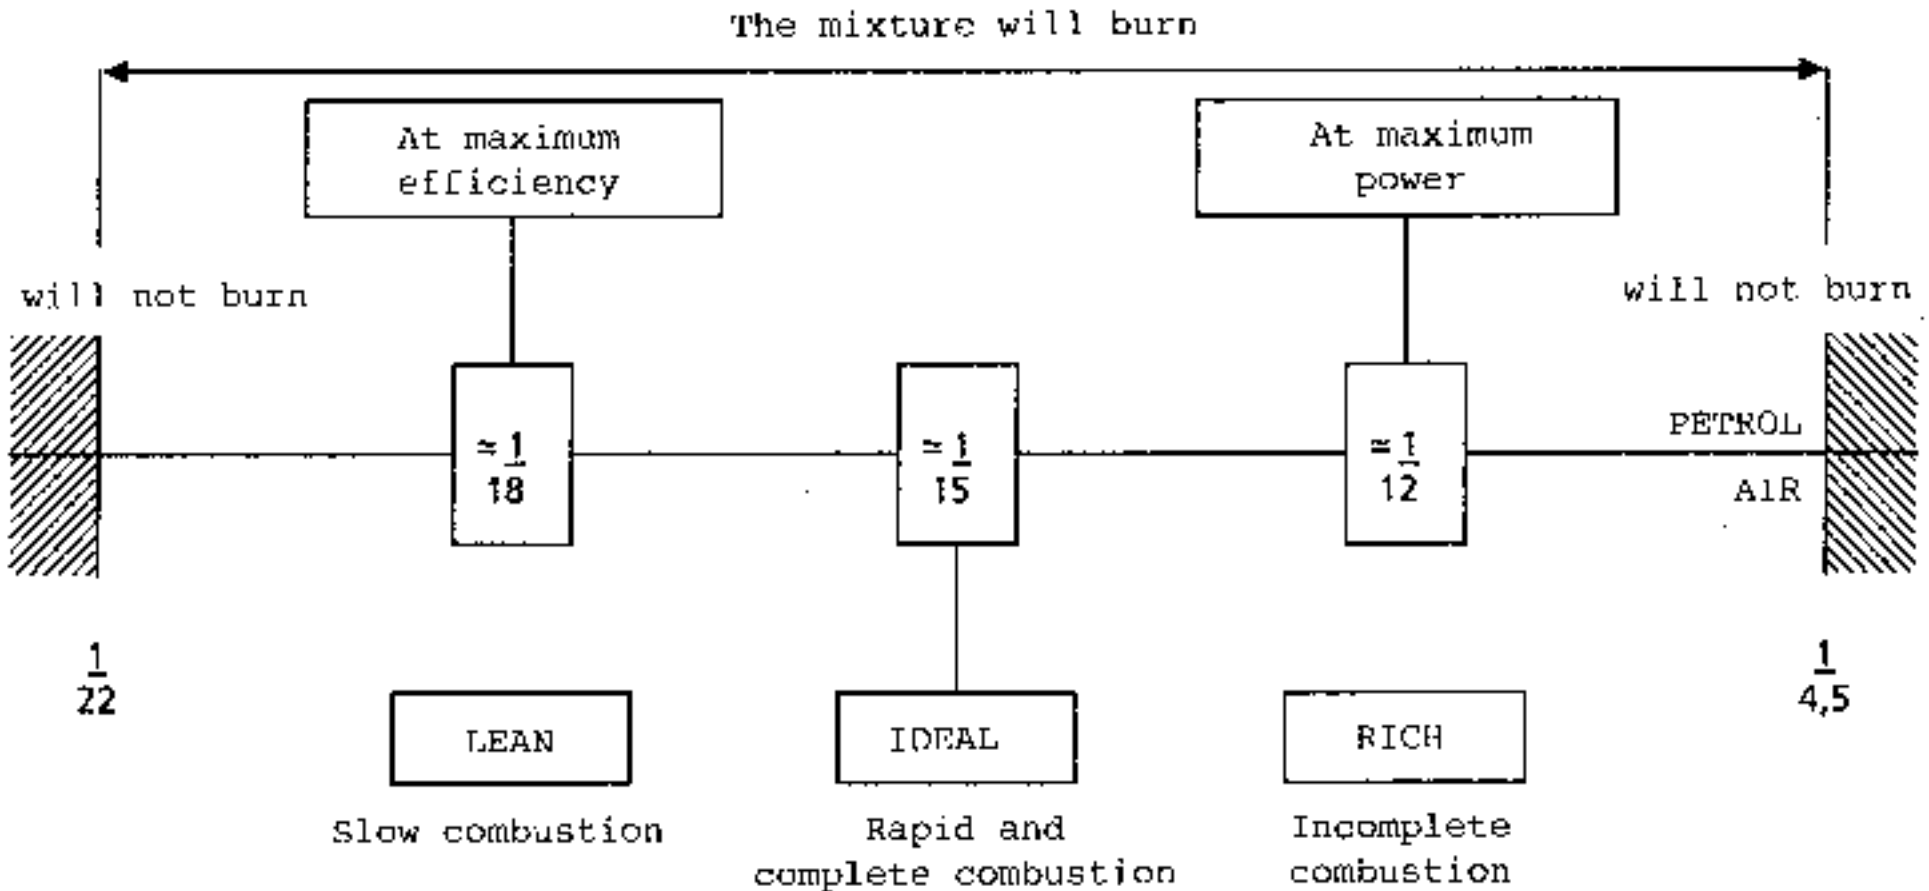 The mixture will burn
At maximum
efficiency
At maximum
power
will not burn
will not burn
≃ 1
18
≃ 1
15
≃ 1
12
PETROL
AIR
1
22
1
4,5
LEAN
IDEAL
RICH
Slow combustion
Rapid and
complete combustion
Incomplete
combustion